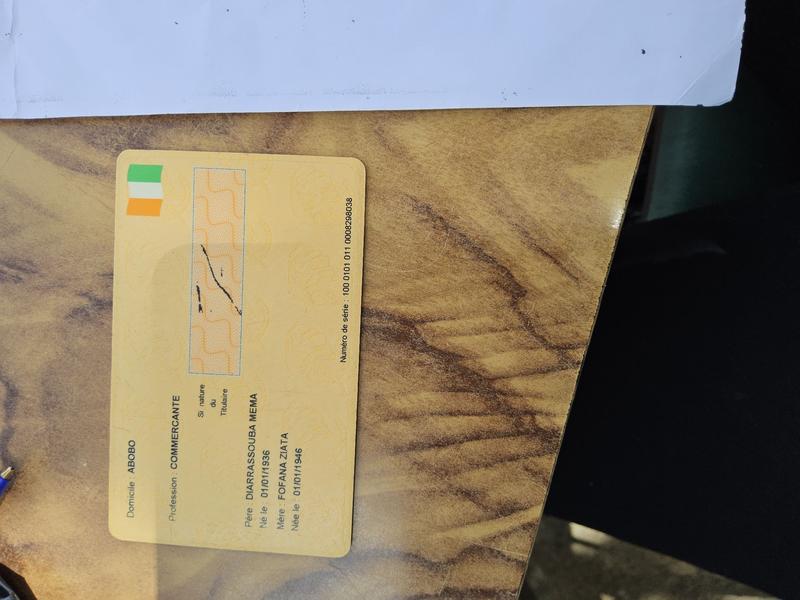 Domicile : ABOBO
Profession : COMMERCANTE
Si nature
du
Titulaire
Père : DIARRASSOUBA MEMA
Né le : 01/01/1936
Mère : FOFANA ZIATA
Née le : 01/01/1946
Numéro de série : 100 0101 011 0008298038